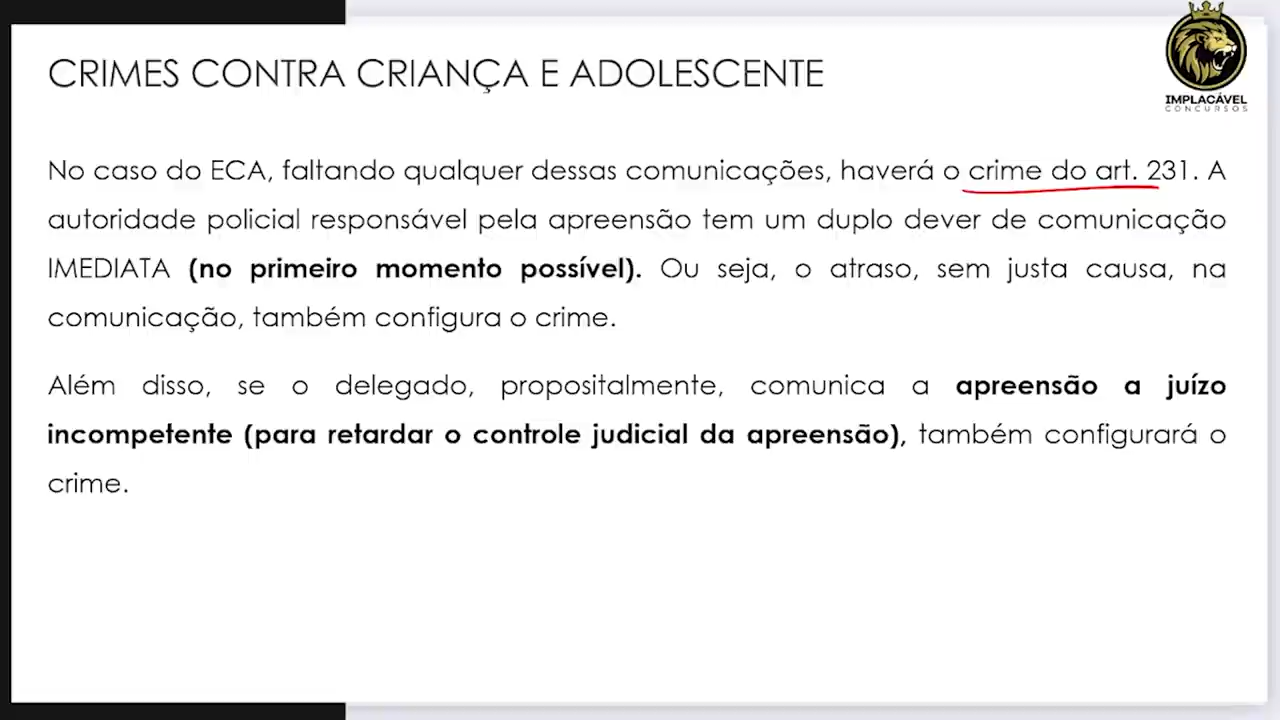 IMPLACÁVEL
CONCURSOS
CRIMES CONTRA CRIANÇA E ADOLESCENTE
No caso do ECA, faltando qualquer dessas comunicações, haverá o crime do art. 231. A
autoridade policial responsável pela apreensão tem um duplo dever de comunicação
IMEDIATA (no primeiro momento possível). Ou seja, o atraso, sem justa causa, na
comunicação, também configura o crime.
Além disso, se o delegado, propositalmente, comunica a apreensão a juízo
incompetente (para retardar o controle judicial da apreensão), também configurará o
crime.